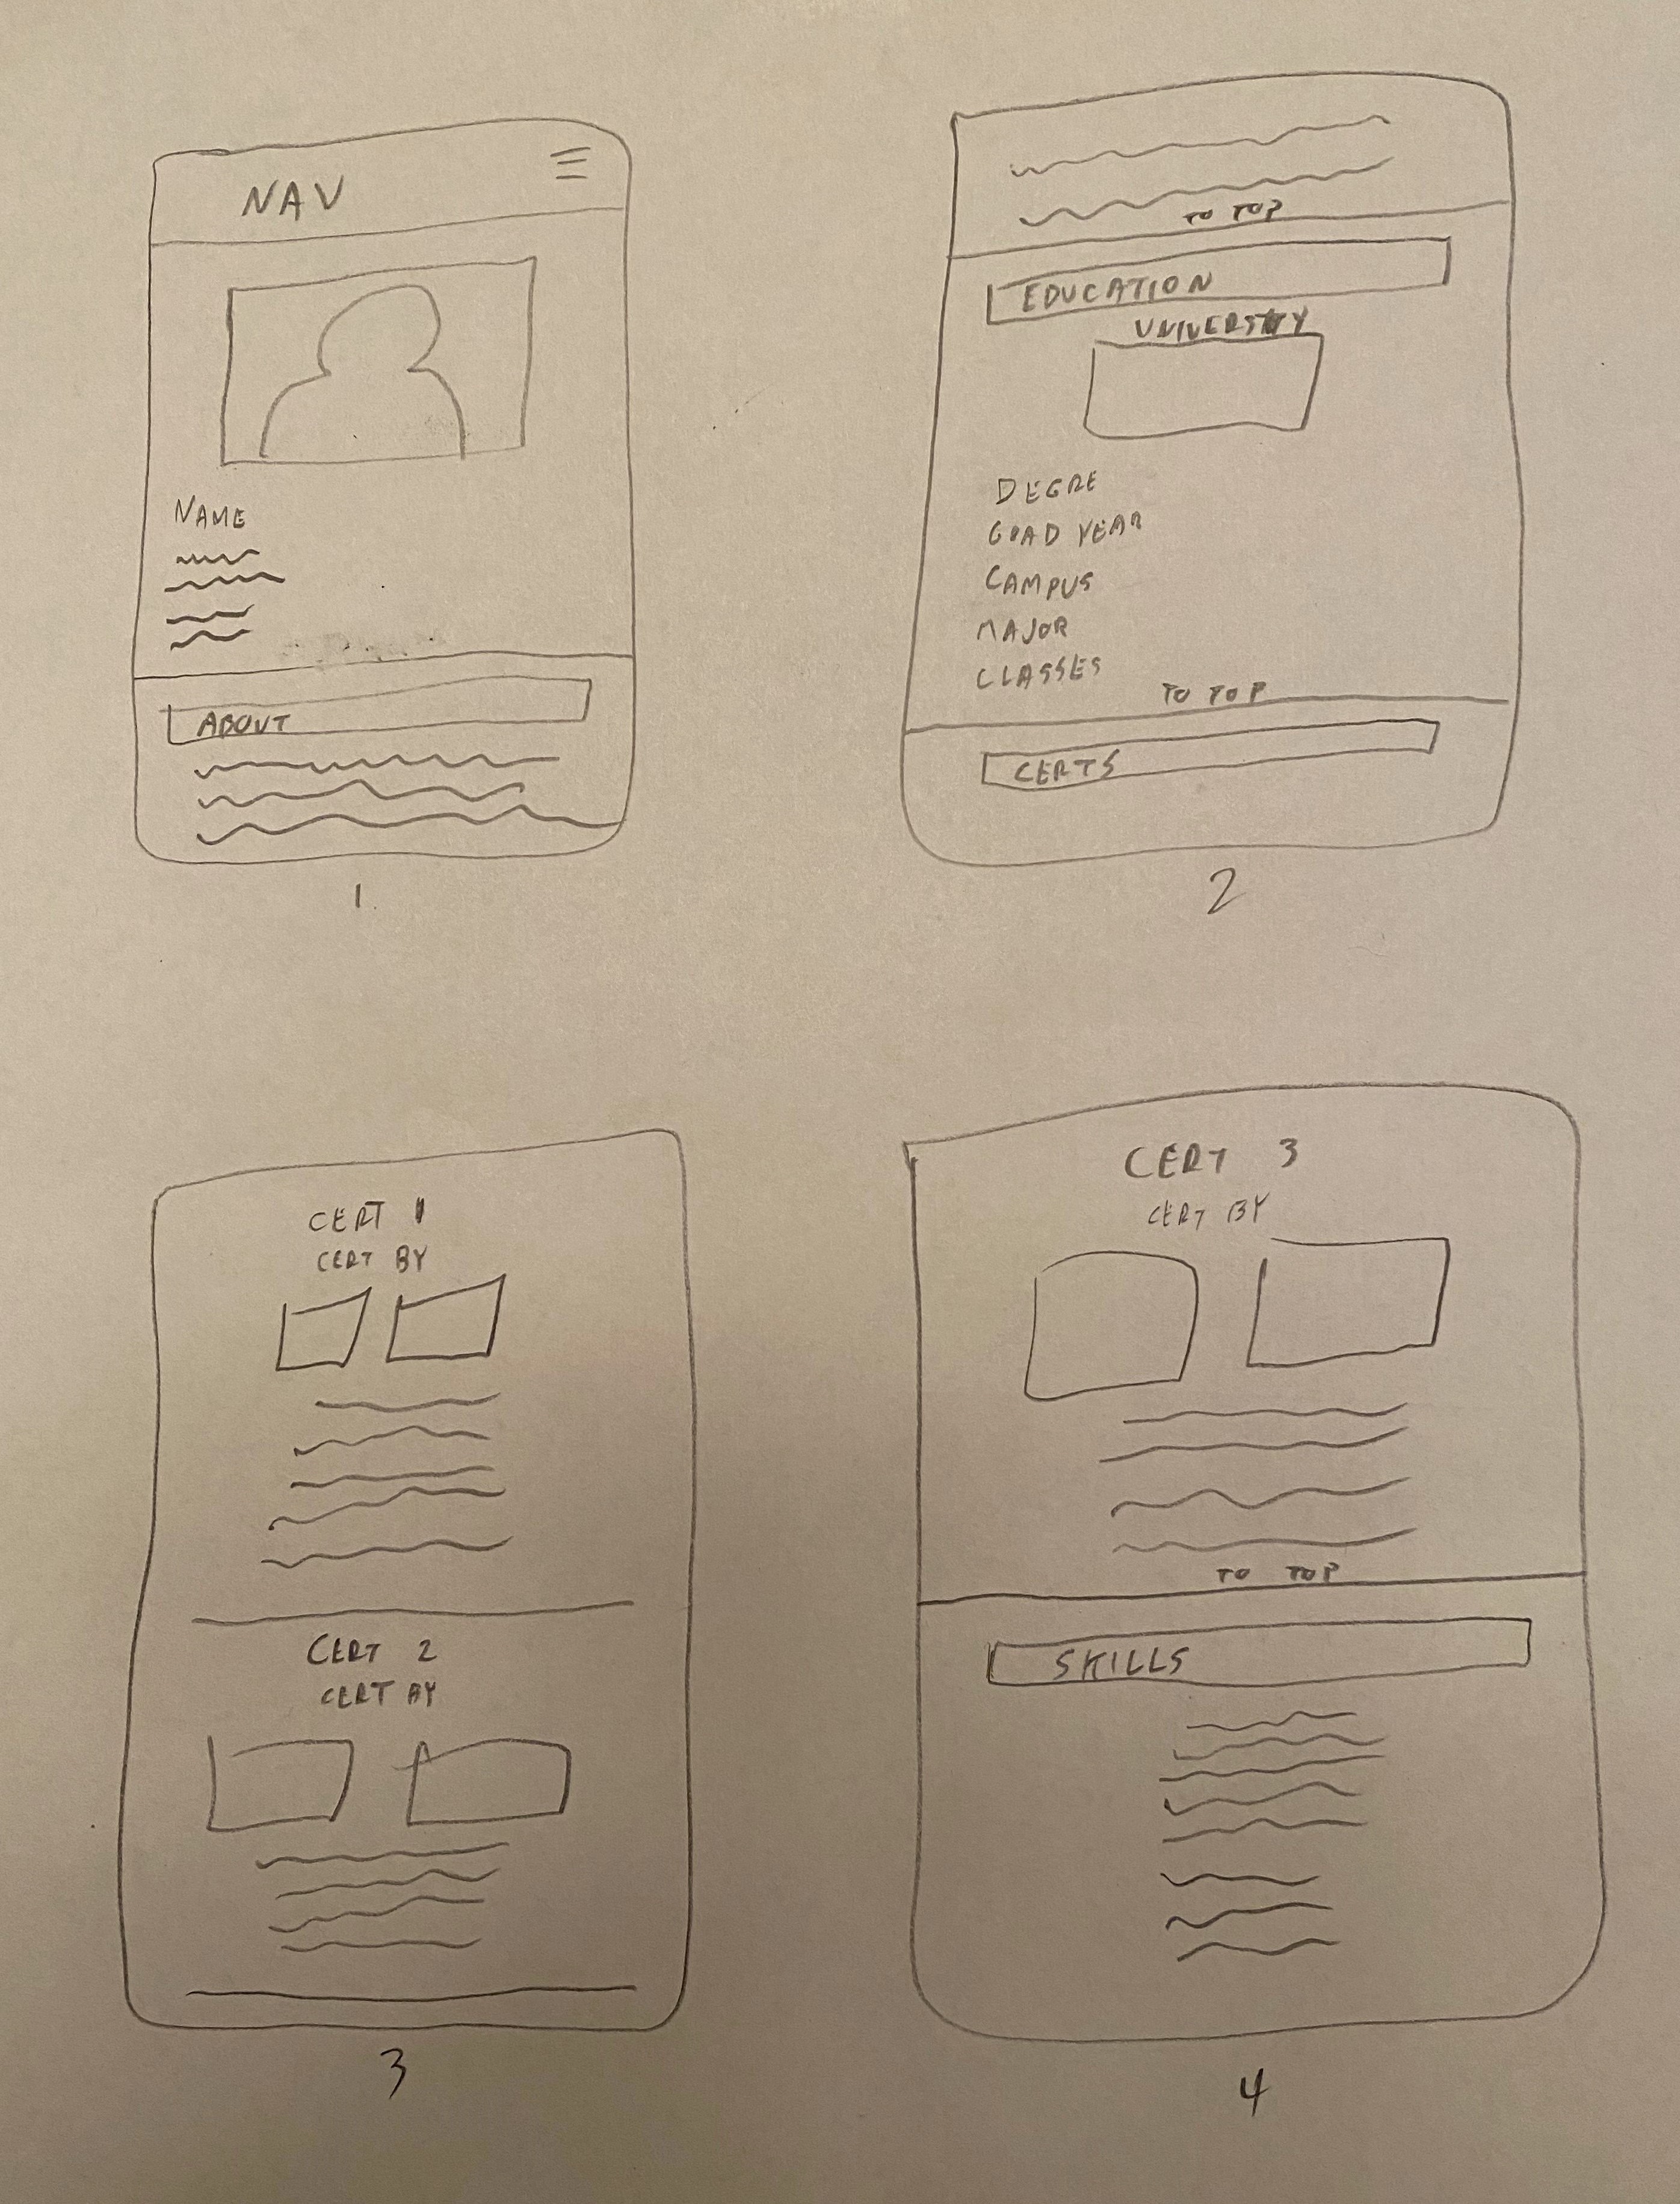 NAV
NAME
ABOUT
1
TO TOP
EDUCATION
UNIVERSITY
DEGRE
GRAD YEAR
CAMPUS
MAJOR
CLASSES
TO TOP
CERTS
2
CERT 1
CERT BY
CERT 2
CERT BY
3
CERT 3
CERT BY
TO TOP
SKILLS
4